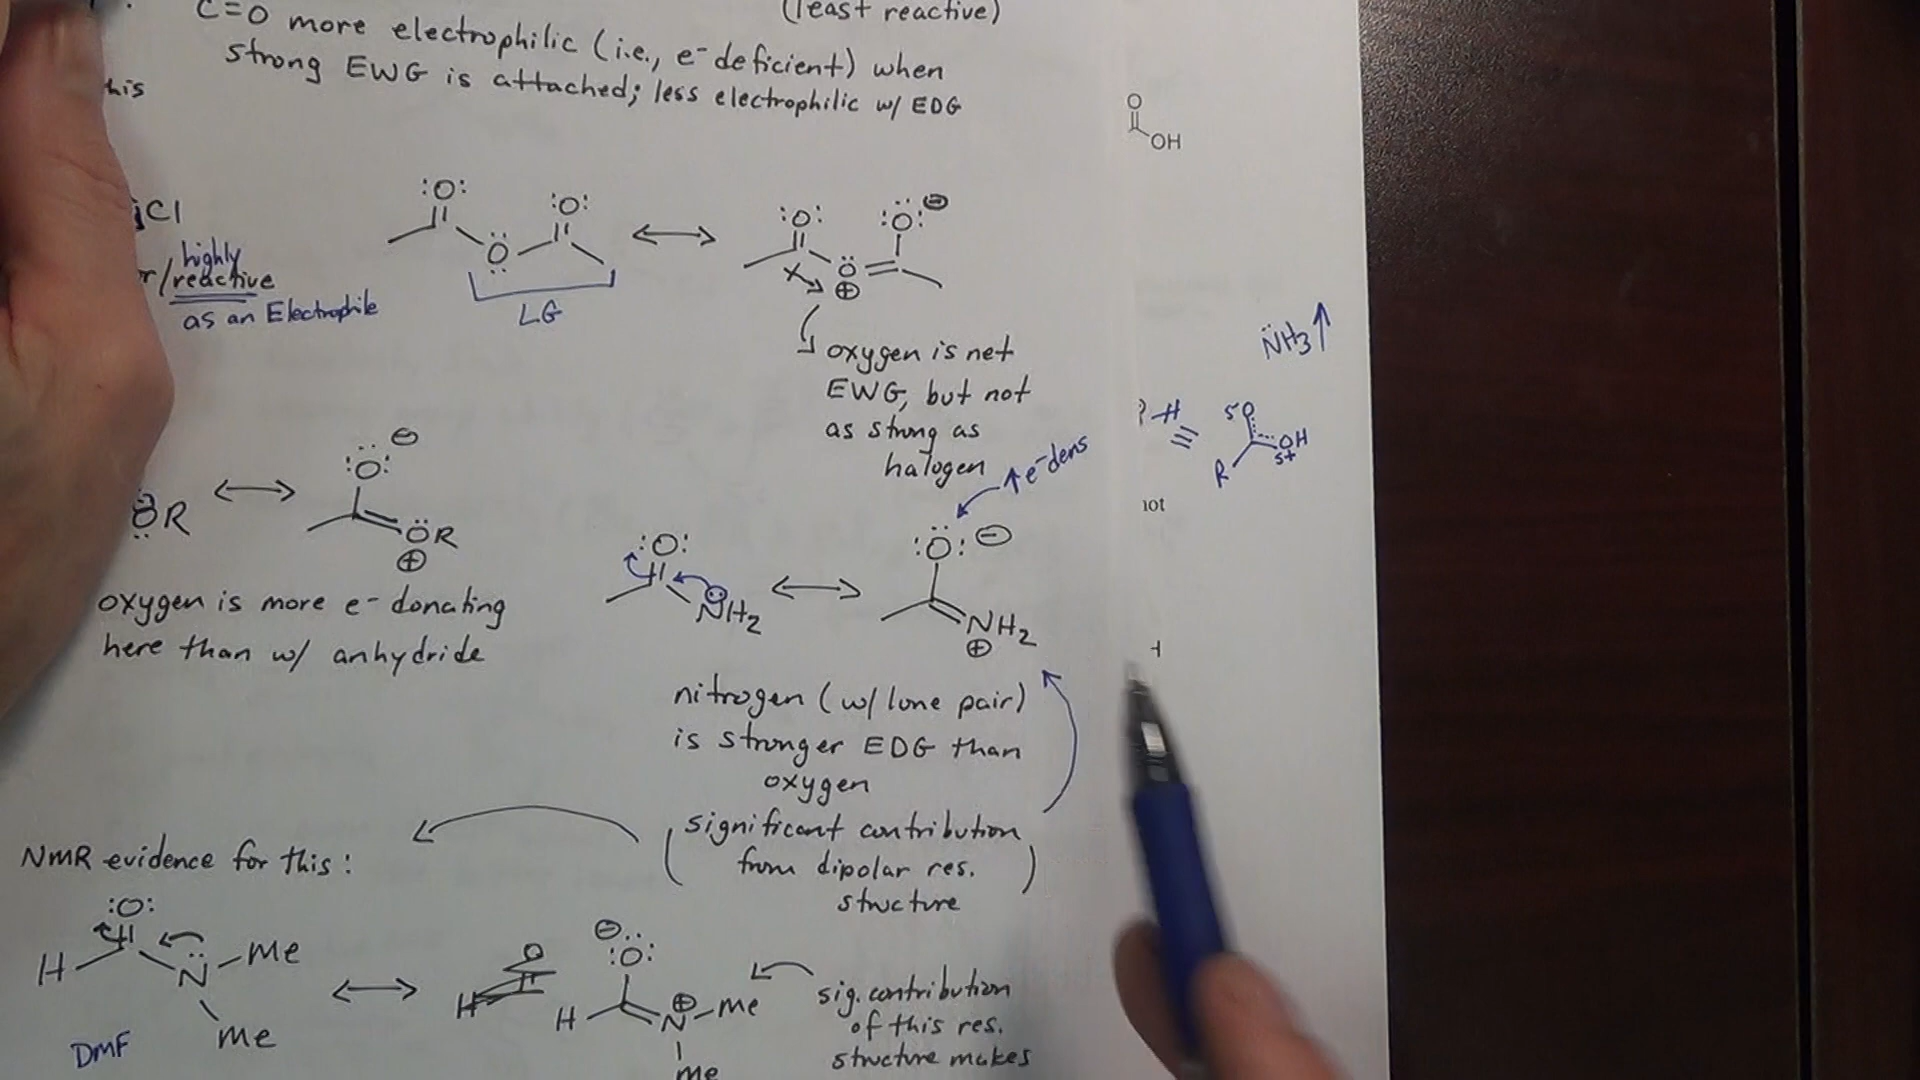 C=O more electrophilic (i.e., e- deficient) when
(least reactive)
strong EWG is attached; less electrophilic w/ EDG
his
O
OH
Cl
highly
/reactive
as an Electrophile
:O: :O:
O
LG
:O: :O: ⊖
O
⊕
oxygen is net
EWG, but not
as strong as
halogen
↑ e- dens
NH3 ↑
?-H
δ O
OH
δ+
R
not
ÖR
:O: ⊖
ÖR
⊕
oxygen is more e- donating
here than w/ anhydride
:O:
NH2
:O: ⊖
NH2
⊕
nitrogen (w/ lone pair)
is stronger EDG than
oxygen
(significant contribution
from dipolar res.
structure)
NMR evidence for this:
:O:
H
N
Me
Me
DMF
O
H
⊖
:O:
H
⊕
N
Me
Me
sig. contribution
of this res.
structure makes